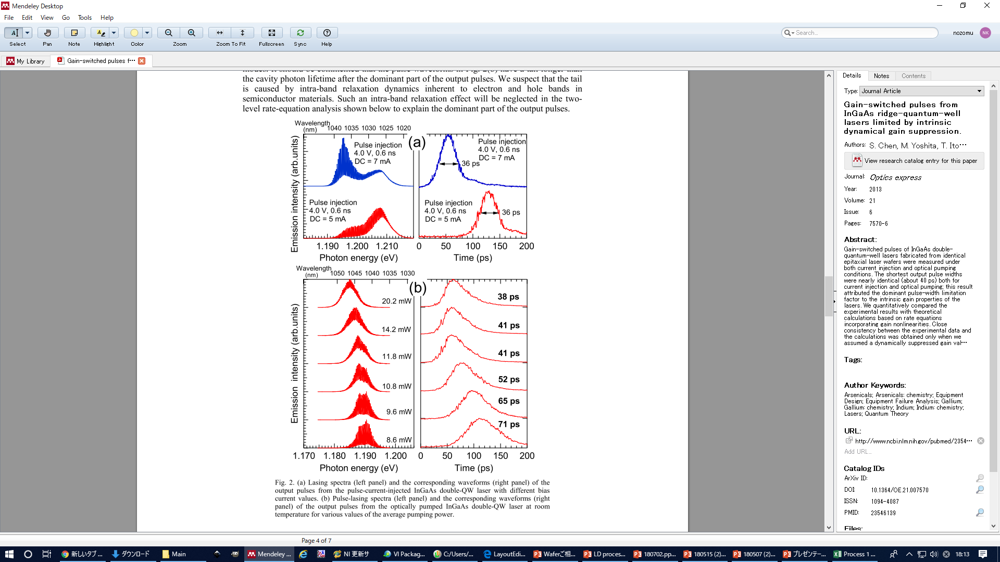 Mendeley Desktop
File Edit View Go Tools Help
Select Pan Note Highlight Color Zoom Zoom To Fit Fullscreen Sync Help
Search...
nozomu NK
My Library
Gain-switched pulses f···
the cavity photon lifetime after the dominant part of the output pulses. We suspect that the tail
is caused by intra-band relaxation dynamics inherent to electron and hole bands in
semiconductor materials. Such an intra-band relaxation effect will be neglected in the two-
level rate-equation analysis shown below to explain the dominant part of the output pulses.
Wavelength
(nm) 1040 1035 1030 1025 1020
(a)
Emission intensity (arb.units)
Pulse injection
4.0 V, 0.6 ns
DC = 7 mA
Pulse injection
4.0 V, 0.6 ns
DC = 5 mA
1.190 1.200 1.210
Photon energy (eV)
Pulse injection
4.0 V, 0.6 ns
DC = 7 mA
36 ps
Pulse injection
4.0 V, 0.6 ns
DC = 5 mA
36 ps
0 50 100 150 200
Time (ps)
Wavelength
(nm) 1050 1045 1040 1035 1030
(b)
Emission intensity (arb.units)
20.2 mW
14.2 mW
11.8 mW
10.8 mW
9.6 mW
8.6 mW
1.170 1.180 1.190 1.200
Photon energy (eV)
38 ps
41 ps
41 ps
52 ps
65 ps
71 ps
0 50 100 150 200
Time (ps)
Fig. 2. (a) Lasing spectra (left panel) and the corresponding waveforms (right panel) of the
output pulses from the pulse-current-injected InGaAs double-QW laser with different bias
current values. (b) Pulse-lasing spectra (left panel) and the corresponding waveforms (right
panel) of the output pulses from the optically pumped InGaAs double-QW laser at room
temperature for various values of the average pumping power.
Page 4 of 7
Details Notes Contents
Type: Journal Article
Gain-switched pulses from
InGaAs ridge-quantum-well
lasers limited by intrinsic
dynamical gain suppression.
Authors: S. Chen, M. Yoshita, T. Ito···
View research catalog entry for this paper
Journal: Optics express
Year: 2013
Volume: 21
Issue: 6
Pages: 7570-6
Abstract:
Gain-switched pulses of InGaAs double-
quantum-well lasers fabricated from identical
epitaxial laser wafers were measured under
both current injection and optical pumping
conditions. The shortest output pulse widths
were nearly identical (about 40 ps) both for
current injection and optical pumping; this result
attributed the dominant pulse-width limitation
factor to the intrinsic gain properties of the
lasers. We quantitatively compared the
experimental results with theoretical
calculations based on rate equations
incorporating gain nonlinearities. Close
consistency between the experimental data and
the calculations was obtained only when we
assumed a dynamically suppressed gain val···
Tags:
Author Keywords:
Arsenicals; Arsenicals: chemistry; Equipment
Design; Equipment Failure Analysis; Gallium;
Gallium: chemistry; Indium; Indium: chemistry;
Lasers; Quantum Theory
URL:
http://www.ncbi.nlm.nih.gov/pubmed/2354···
Add URL...
Catalog IDs
ArXiv ID:
DOI: 10.1364/OE.21.007570
ISSN: 1094-4087
PMID: 23546139
Files:
新しいタブ ... ダウンロード Main Mendeley ... NI 更新サ VI Packag... C:/Users/... LayoutEdi... Waferご相... LD proces... 180702.pp... 180515 (2)... 180507 (2)... プレゼンテー... Process 1 ... 18:13